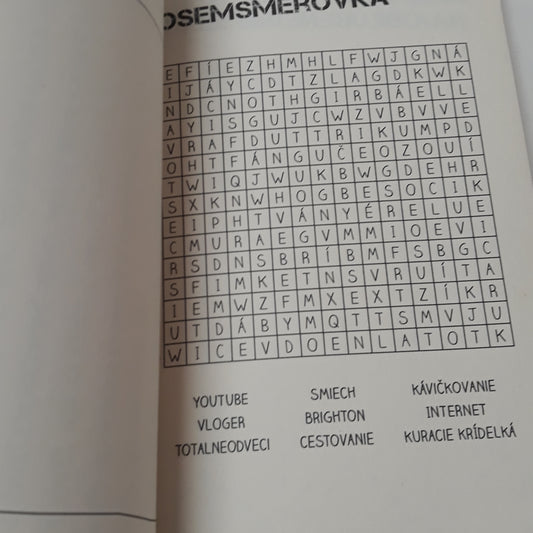 OSEMSMEROVKA
E F Í E Z H M H L F W J G N Á
I J Á Y C D T Z L A G D K W K
N D C N O T H G I R B Á E L L
A Y I S G U J C W Z V B V V E
V R A F D U T T R I K U M P D
O H T F Á N G U Č E O Z O U Í
T W I Q J W U K B W G D E H R
S X K N W H O G B E S O C I K
E I P H T V Á N Y É R E L U E
C M U R A E G V M M I O E V I
R S D N S B R Í B M F S B G C
S F I M K E T N S V R U Í T A
I E M W Z F M X E X T Z Í K R
U T D Á B Y M Q T T S M V J U
W I C E V D O E N L A T O T K
YOUTUBE SMIECH KÁVIČKOVANIE
VLOGER BRIGHTON INTERNET
TOTALNEODVECI CESTOVANIE KURACIE KRÍDELKÁ